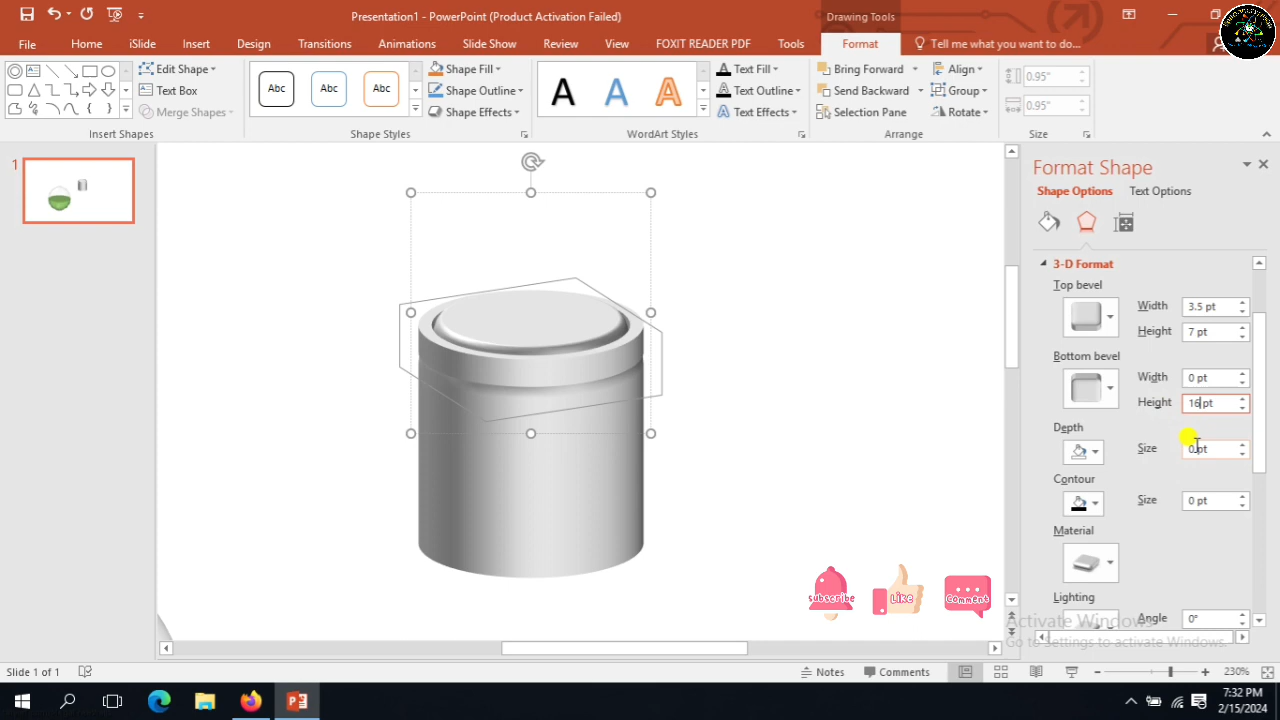 Presentation1 - PowerPoint (Product Activation Failed)
Drawing Tools
File Home iSlide Insert Design Transitions Animations Slide Show Review View FOXIT READER PDF Tools Format Tell me what you want to do...
Edit Shape
Text Box
Merge Shapes
Insert Shapes
Abc Abc Abc
Shape Fill
Shape Outline
Shape Effects
Shape Styles
A A A
Text Fill
Text Outline
Text Effects
WordArt Styles
Bring Forward
Send Backward
Selection Pane
Align
Group
Rotate
Arrange
0.95"
0.95"
Size
1
Format Shape
Shape Options Text Options
3-D Format
Top bevel
Width 3.5 pt
Height 7 pt
Bottom bevel
Width 0 pt
Height 16 pt
Depth
Size 0 pt
Contour
Size 0 pt
Material
Lighting
Angle 0°
subscribe
LIKE
Comment
Activate Windows
Go to Settings to activate Windows.
Slide 1 of 1
Notes Comments 230%
7:32 PM
2/15/2024